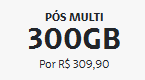 PÓS MULTI
300GB
Por R$ 309,90